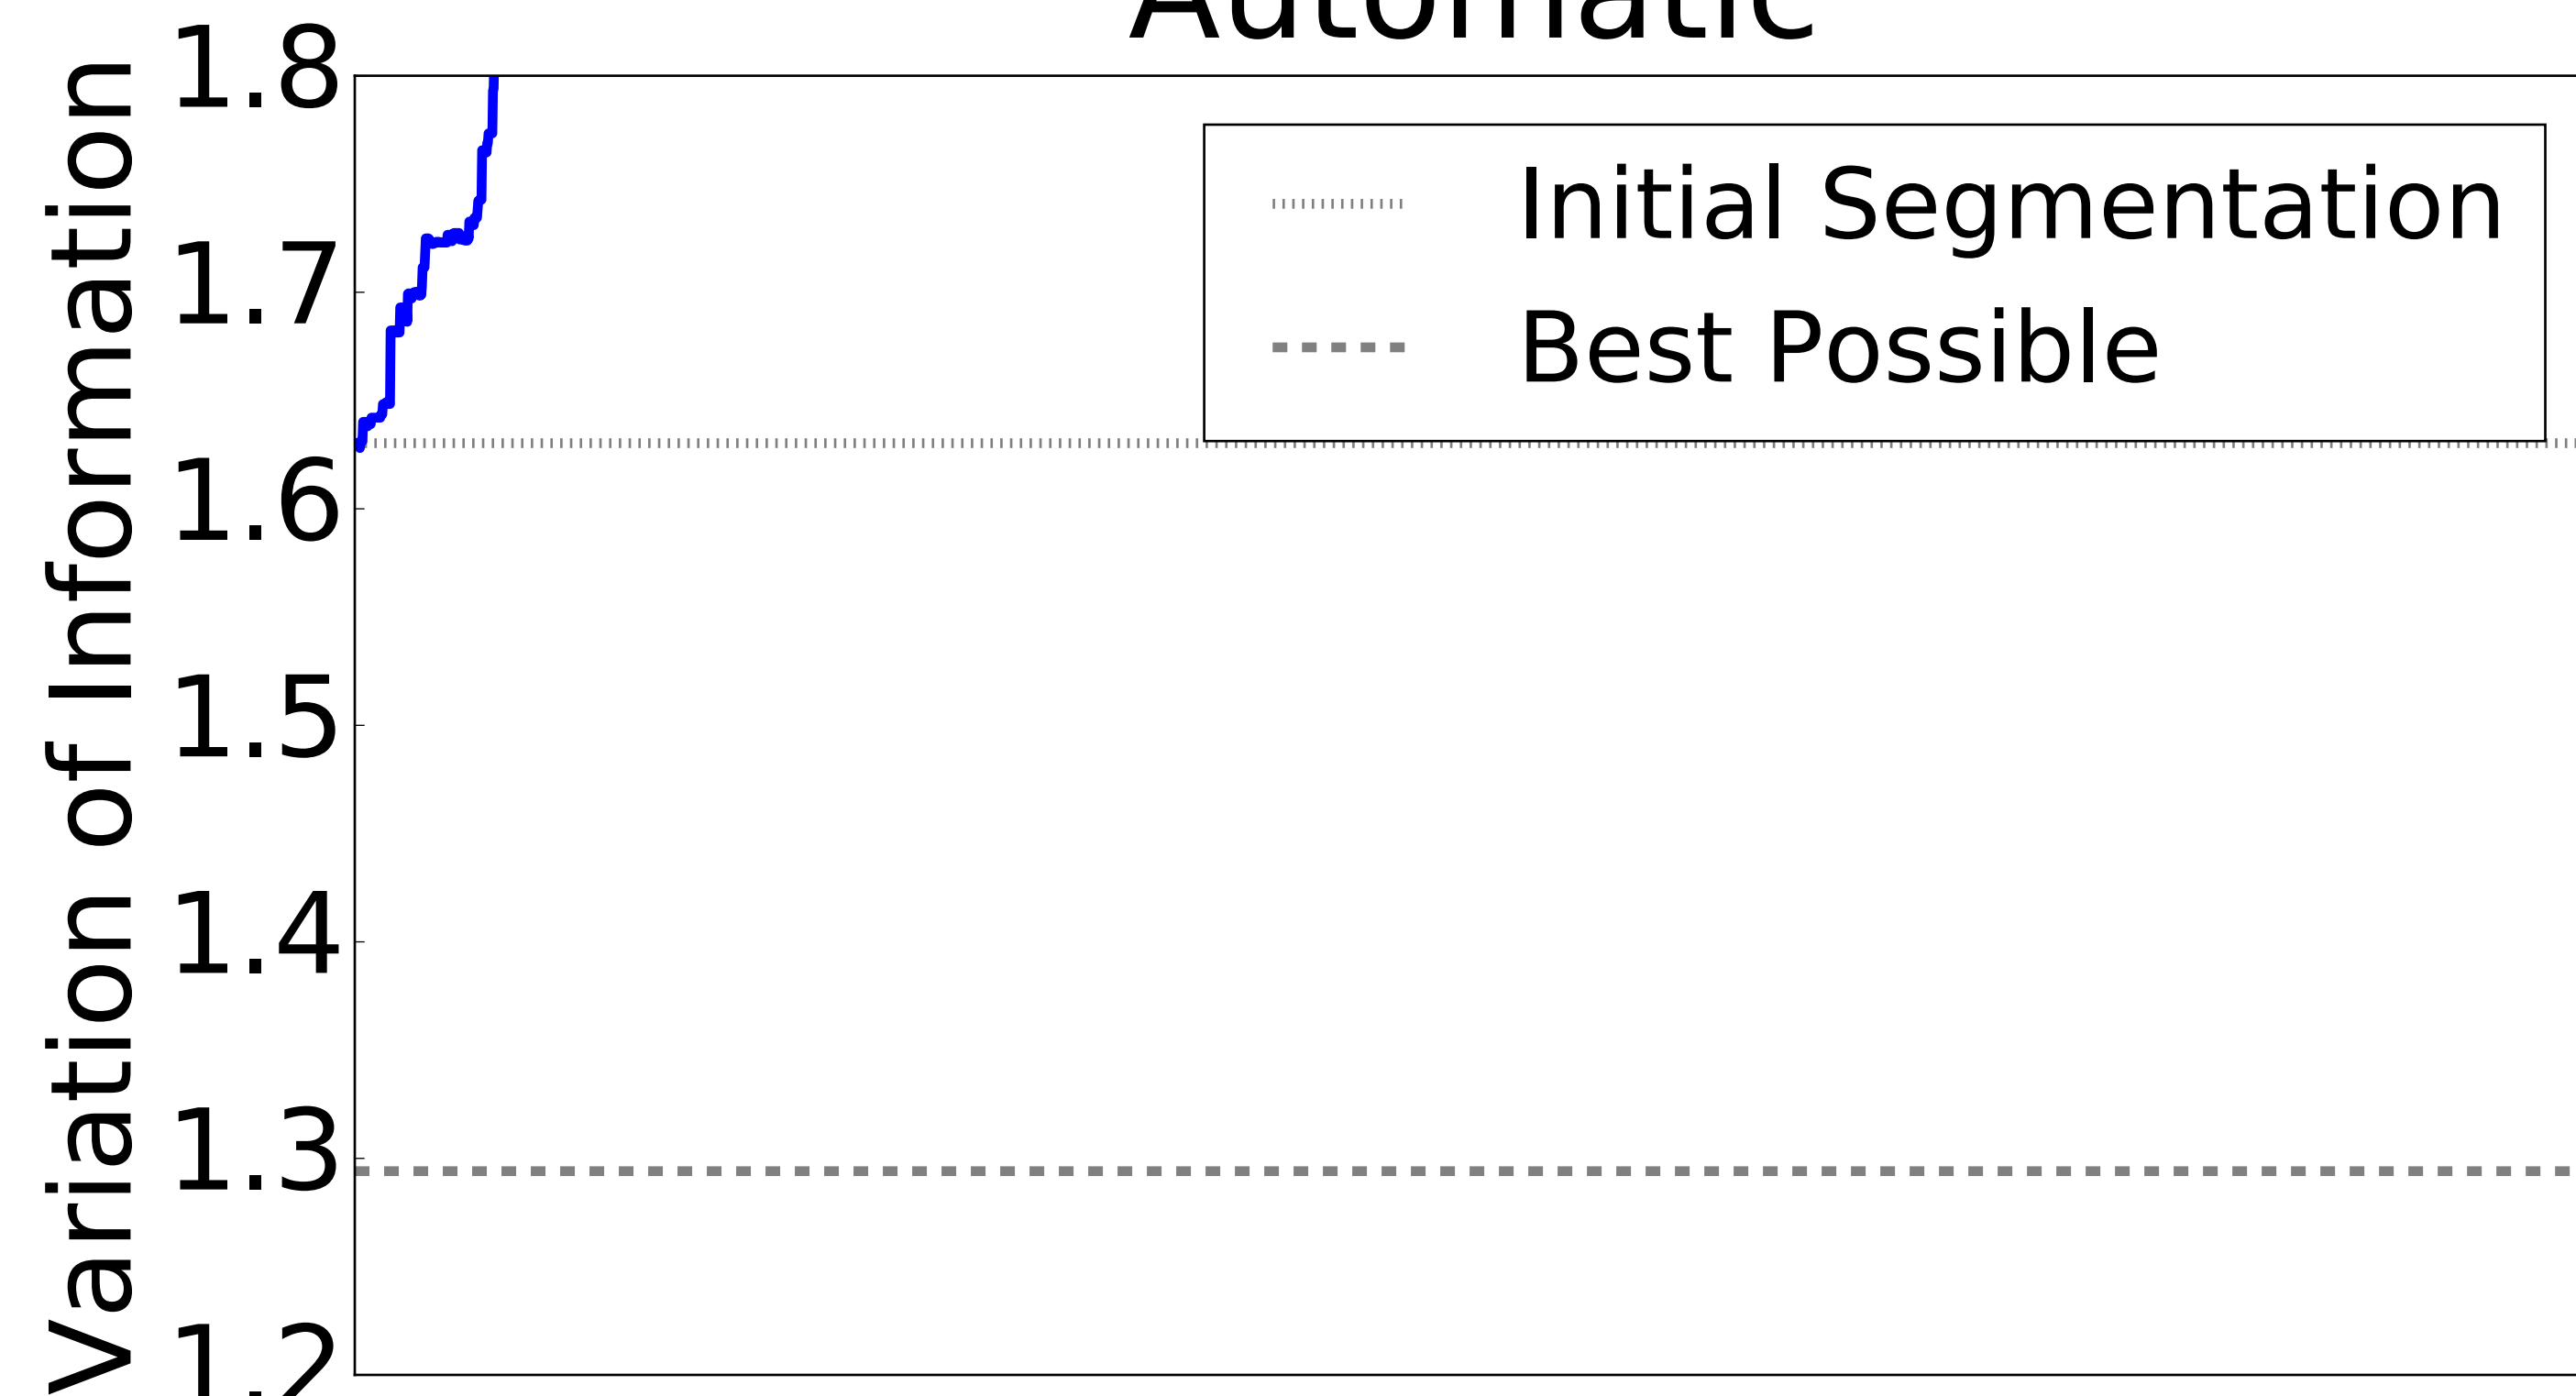 Automatic
Variation of Information
1.8
1.7
1.6
1.5
1.4
1.3
1.2
Initial Segmentation
Best Possible